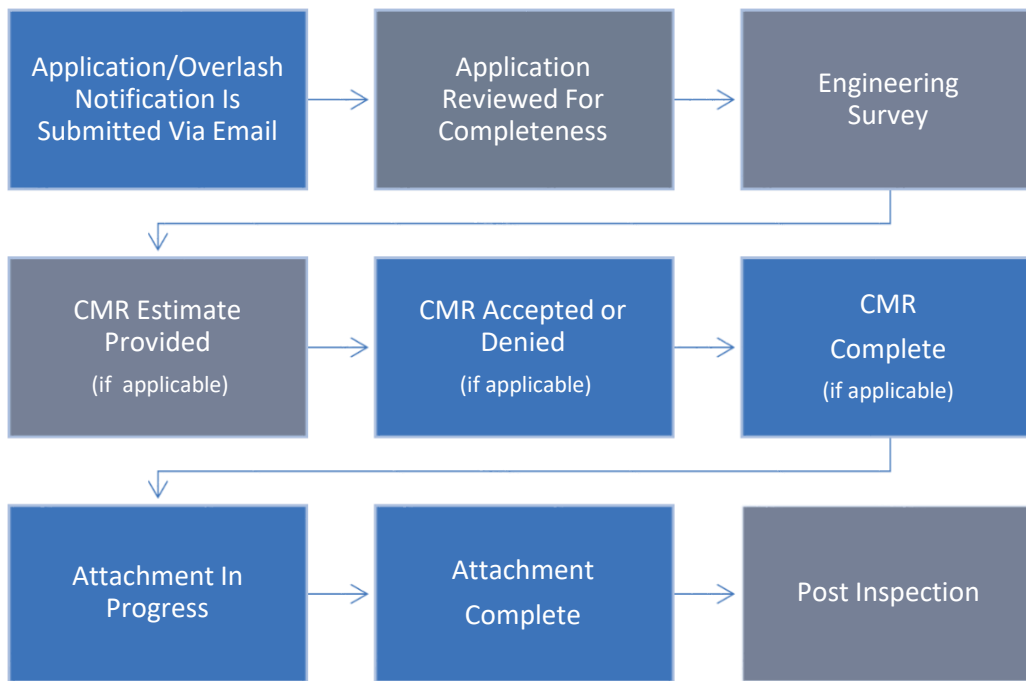 Application/Overlash
Notification Is
Submitted Via Email
Application
Reviewed For
Completeness
Engineering
Survey
CMR Estimate
Provided
(if applicable)
CMR Accepted or
Denied
(if applicable)
CMR
Complete
(if applicable)
Attachment In
Progress
Attachment
Complete
Post Inspection